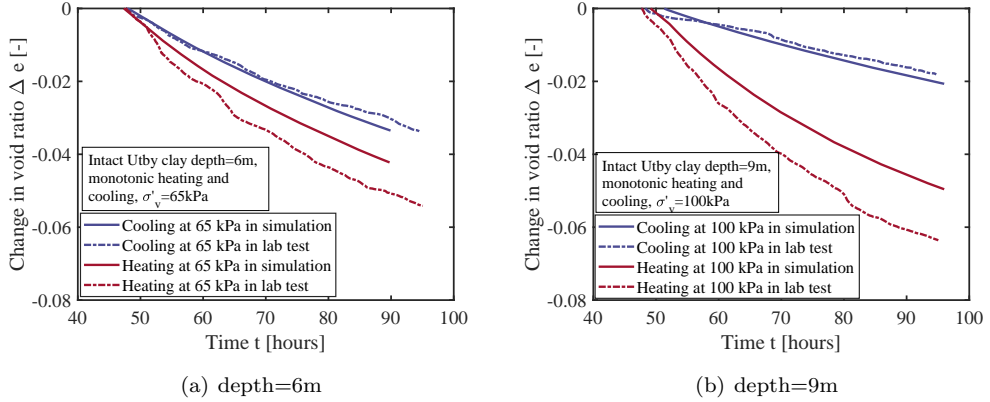 0
-0.02
-0.04
-0.06
-0.08
Change in void ratio Δ e [-]
Intact Utby clay depth=6m,
monotonic heating and
cooling, σ'v=65kPa
Cooling at 65 kPa in simulation
Cooling at 65 kPa in lab test
Heating at 65 kPa in simulation
Heating at 65 kPa in lab test
40 50 60 70 80 90 100
Time t [hours]
(a) depth=6m
0
-0.02
-0.04
-0.06
-0.08
Change in void ratio Δ e [-]
Intact Utby clay depth=9m,
monotonic heating and
cooling, σ'v=100kPa
Cooling at 100 kPa in simulation
Cooling at 100 kPa in lab test
Heating at 100 kPa in simulation
Heating at 100 kPa in lab test
40 50 60 70 80 90 100
Time t [hours]
(b) depth=9m